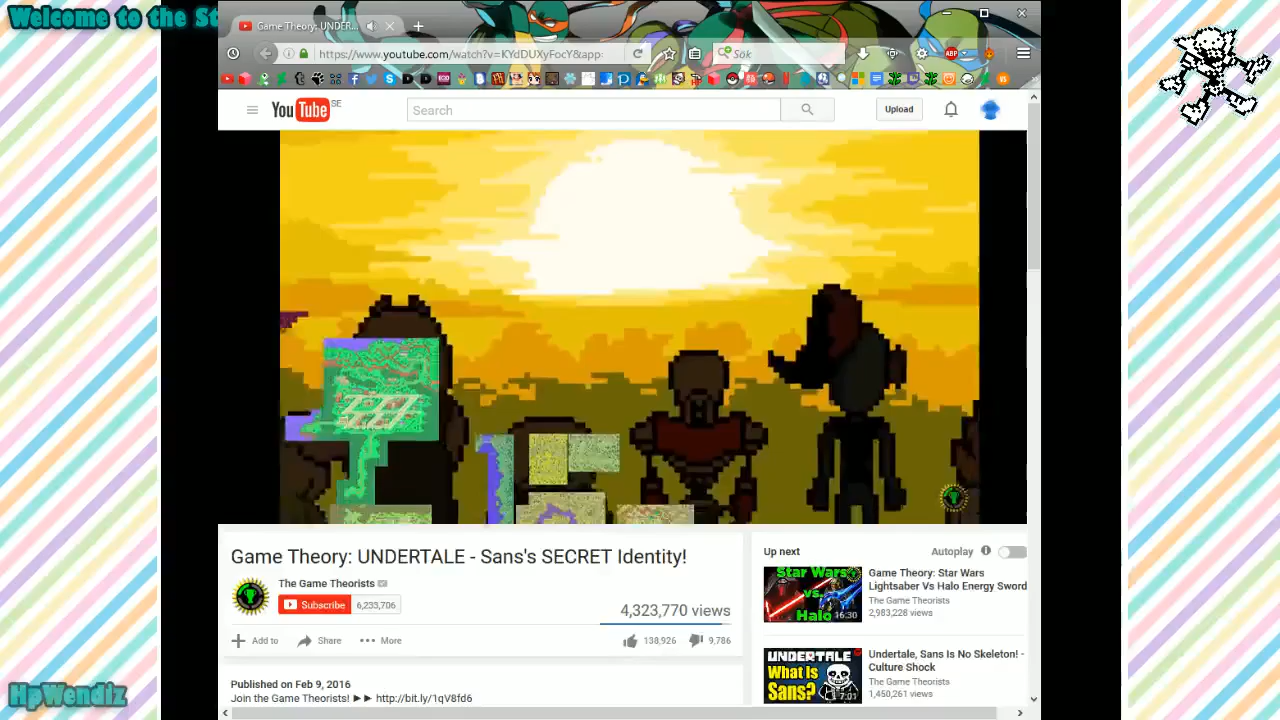 Welcome to the St
Game Theory: UNDER...
https://www.youtube.com/watch?v=KYdDUXyFocY&app:
Sök
ABP
YouTube SE
Search
Upload
Game Theory: UNDERTALE - Sans's SECRET Identity!
The Game Theorists
Subscribe 6,233,706
4,323,770 views
Add to Share More
138,926 9,786
Published on Feb 9, 2016
Join the Game Theorists! ►► http://bit.ly/1qV8fd6
Up next Autoplay
Star Wars
vs.
Halo 16:30
Game Theory: Star Wars
Lightsaber Vs Halo Energy Sword
The Game Theorists
2,983,228 views
UNDERTALE
What Is
Sans? 7:01
Undertale, Sans Is No Skeleton! -
Culture Shock
The Game Theorists
1,450,261 views
HpWendiz